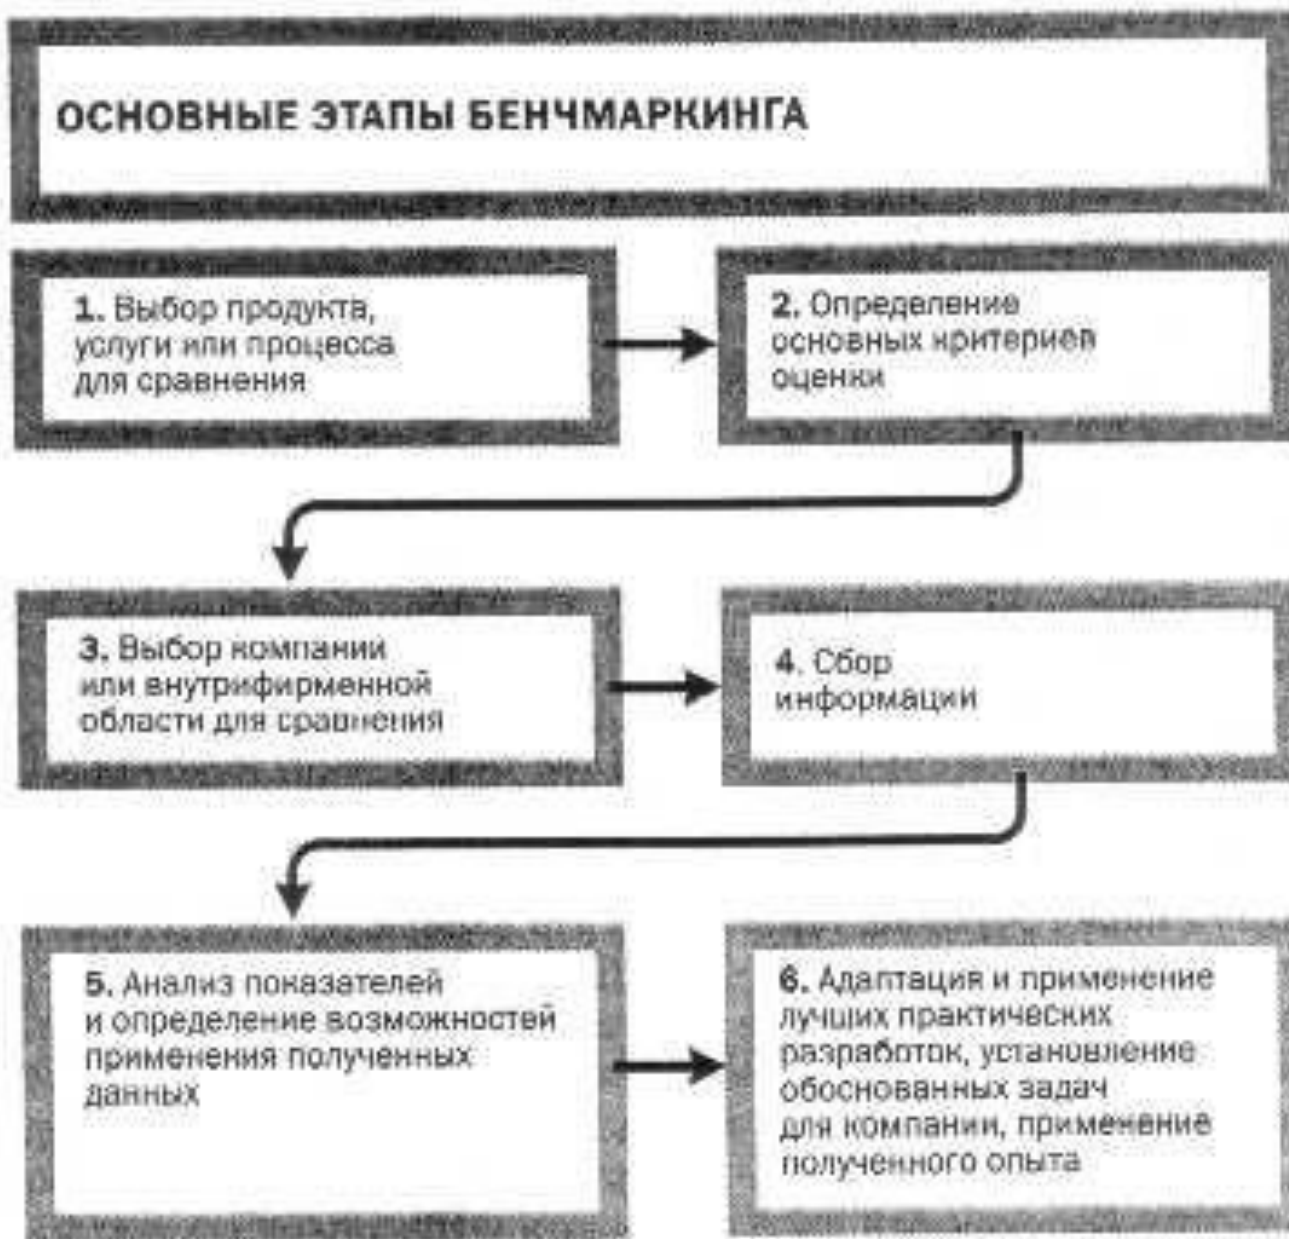 ОСНОВНЫЕ ЭТАПЫ БЕНЧМАРКИНГА
1. Выбор продукта,
услуги или процесса
для сравнения
2. Определение
основных критериев
оценки
3. Выбор компании
или внутрифирменной
области для сравнения
4. Сбор
информации
5. Анализ показателей
и определение возможностей
применения полученных
данных
6. Адаптация и применение
лучших практических
разработок, установление
обоснованных задач
для компании, применение
полученного опыта